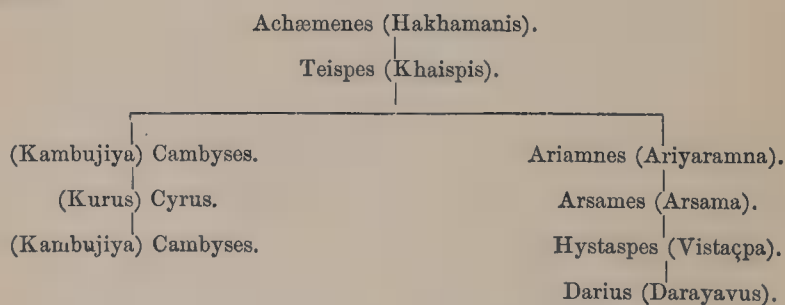 Achæmenes (Hakhamanis).
Teispes (Khaispis).
(Kambujiya) Cambyses.
Ariamnes (Ariyaramna).
(Kurus) Cyrus.
Arsames (Arsama).
(Kambujiya) Cambyses.
Hystaspes (Vistaçpa).
Darius (Darayavus).